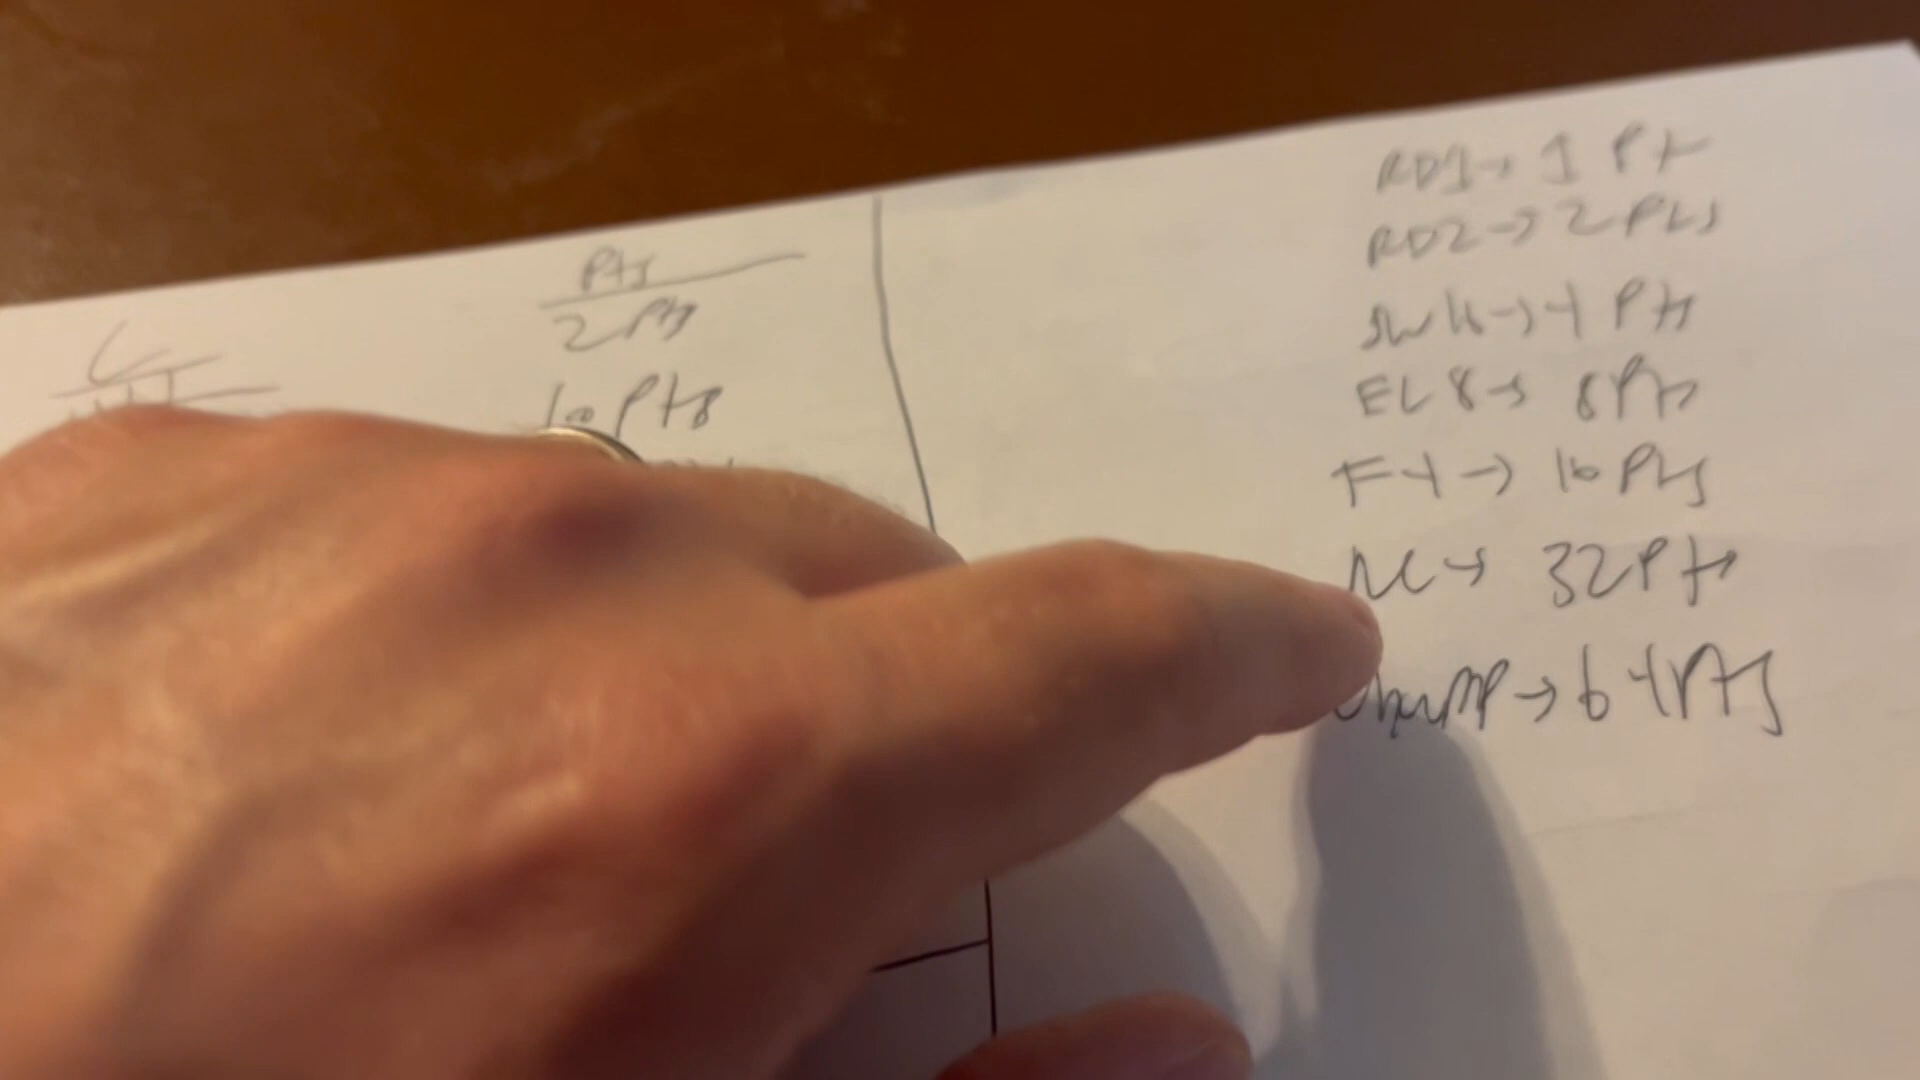 Pts
2 Pts
10 Pts
L
RD1 → 1 Pt
RD2 → 2 Pts
SW16 → 4 Pts
EL8 → 8 Pts
F4 → 16 Pts
NC → 32 Pts
Champ → 64 Pts